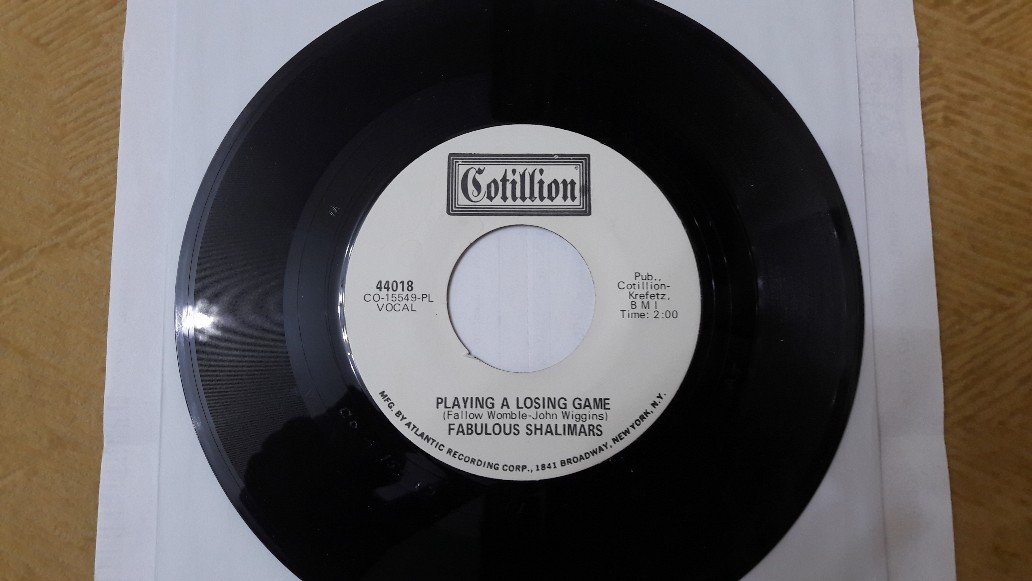 Cotillion
44018
CO-15549-PL
VOCAL
Pub.,
Cotillion-
Krefetz,
BMI
Time: 2:00
PLAYING A LOSING GAME
(Fallow Womble-John Wiggins)
FABULOUS SHALIMARS
MFG. BY ATLANTIC RECORDING CORP., 1841 BROADWAY, NEW YORK, N.Y.